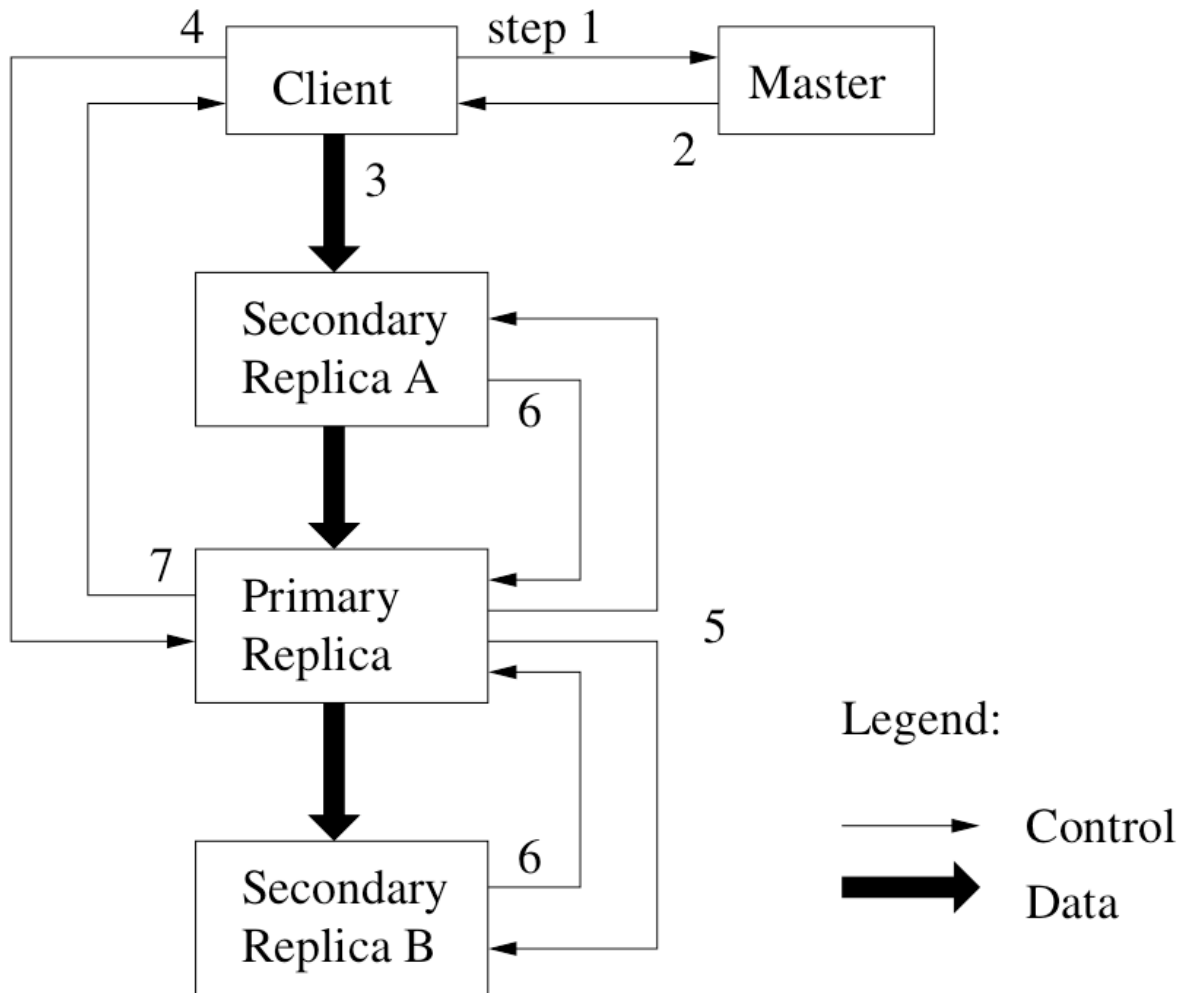 4
step 1
Client
Master
2
3
Secondary
Replica A
6
7
Primary
Replica
5
Legend:
Control
6
Secondary
Replica B
Data